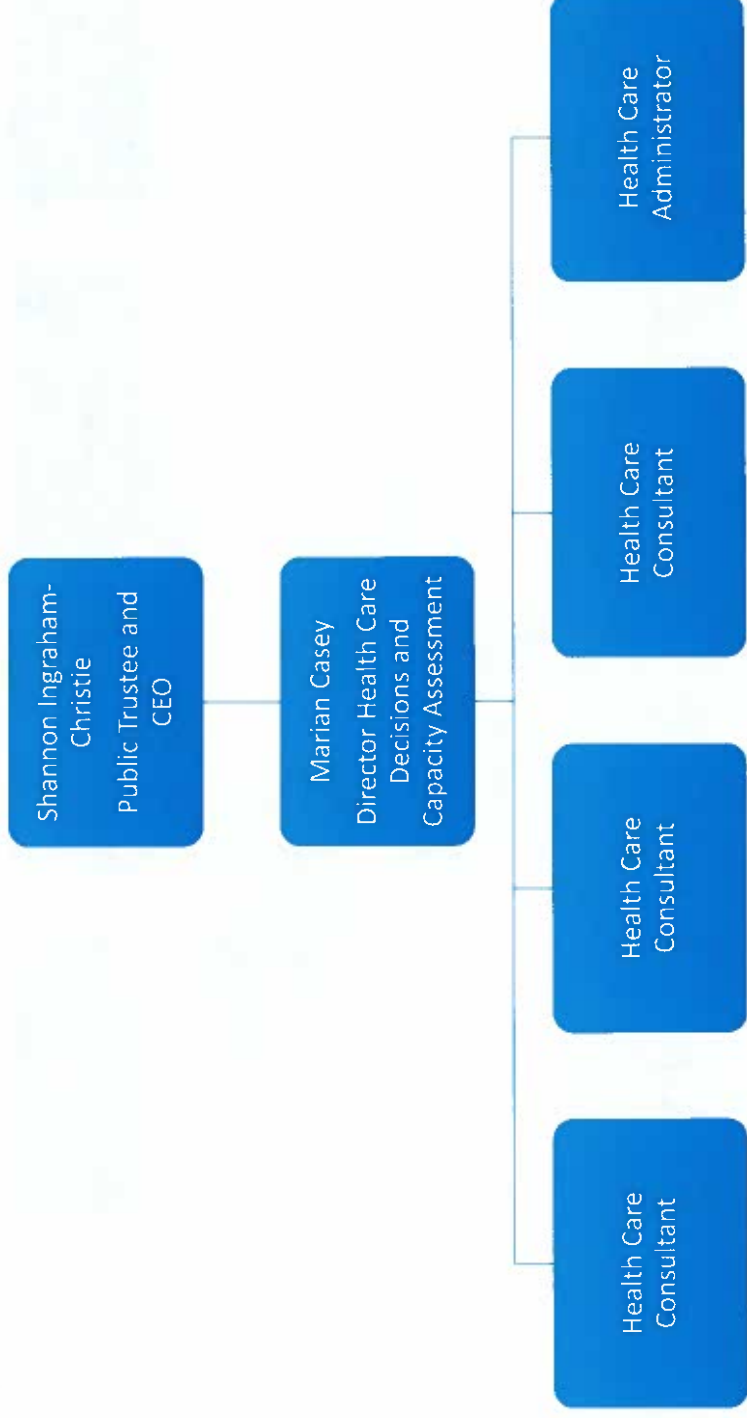 Shannon Ingraham-
Christie
Public Trustee and
CEO
Marian Casey
Director Health Care
Decisions and
Capacity Assessment
Health Care
Consultant
Health Care
Consultant
Health Care
Consultant
Health Care
Administrator